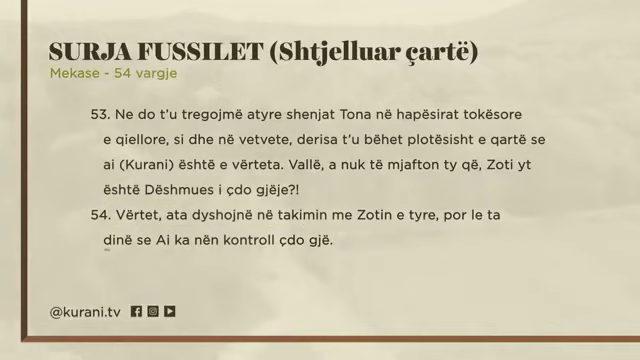 SURJA FUSSILET (Shtjelluar çartë)
Mekase - 54 vargje
53. Ne do t'u tregojmë atyre shenjat Tona në hapësirat tokësore
e qiellore, si dhe në vetvete, derisa t'u bëhet plotësisht e qartë se
ai (Kurani) është e vërteta. Vallë, a nuk të mjafton ty që, Zoti yt
është Dëshmues i çdo gjëje?!
54. Vërtet, ata dyshojnë në takimin me Zotin e tyre, por le ta
dinë se Ai ka nën kontroll çdo gjë.
@kurani.tv